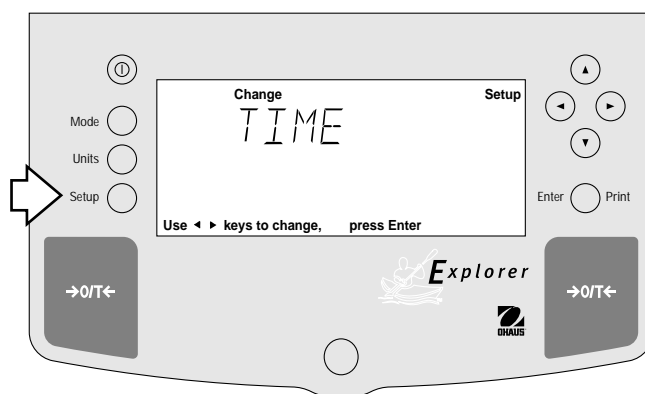 Change Setup
TIME
Mode
Units
Setup
Use ◄ ► keys to change, press Enter
Enter Print
→0/T←
Explorer
→0/T←
OHAUS